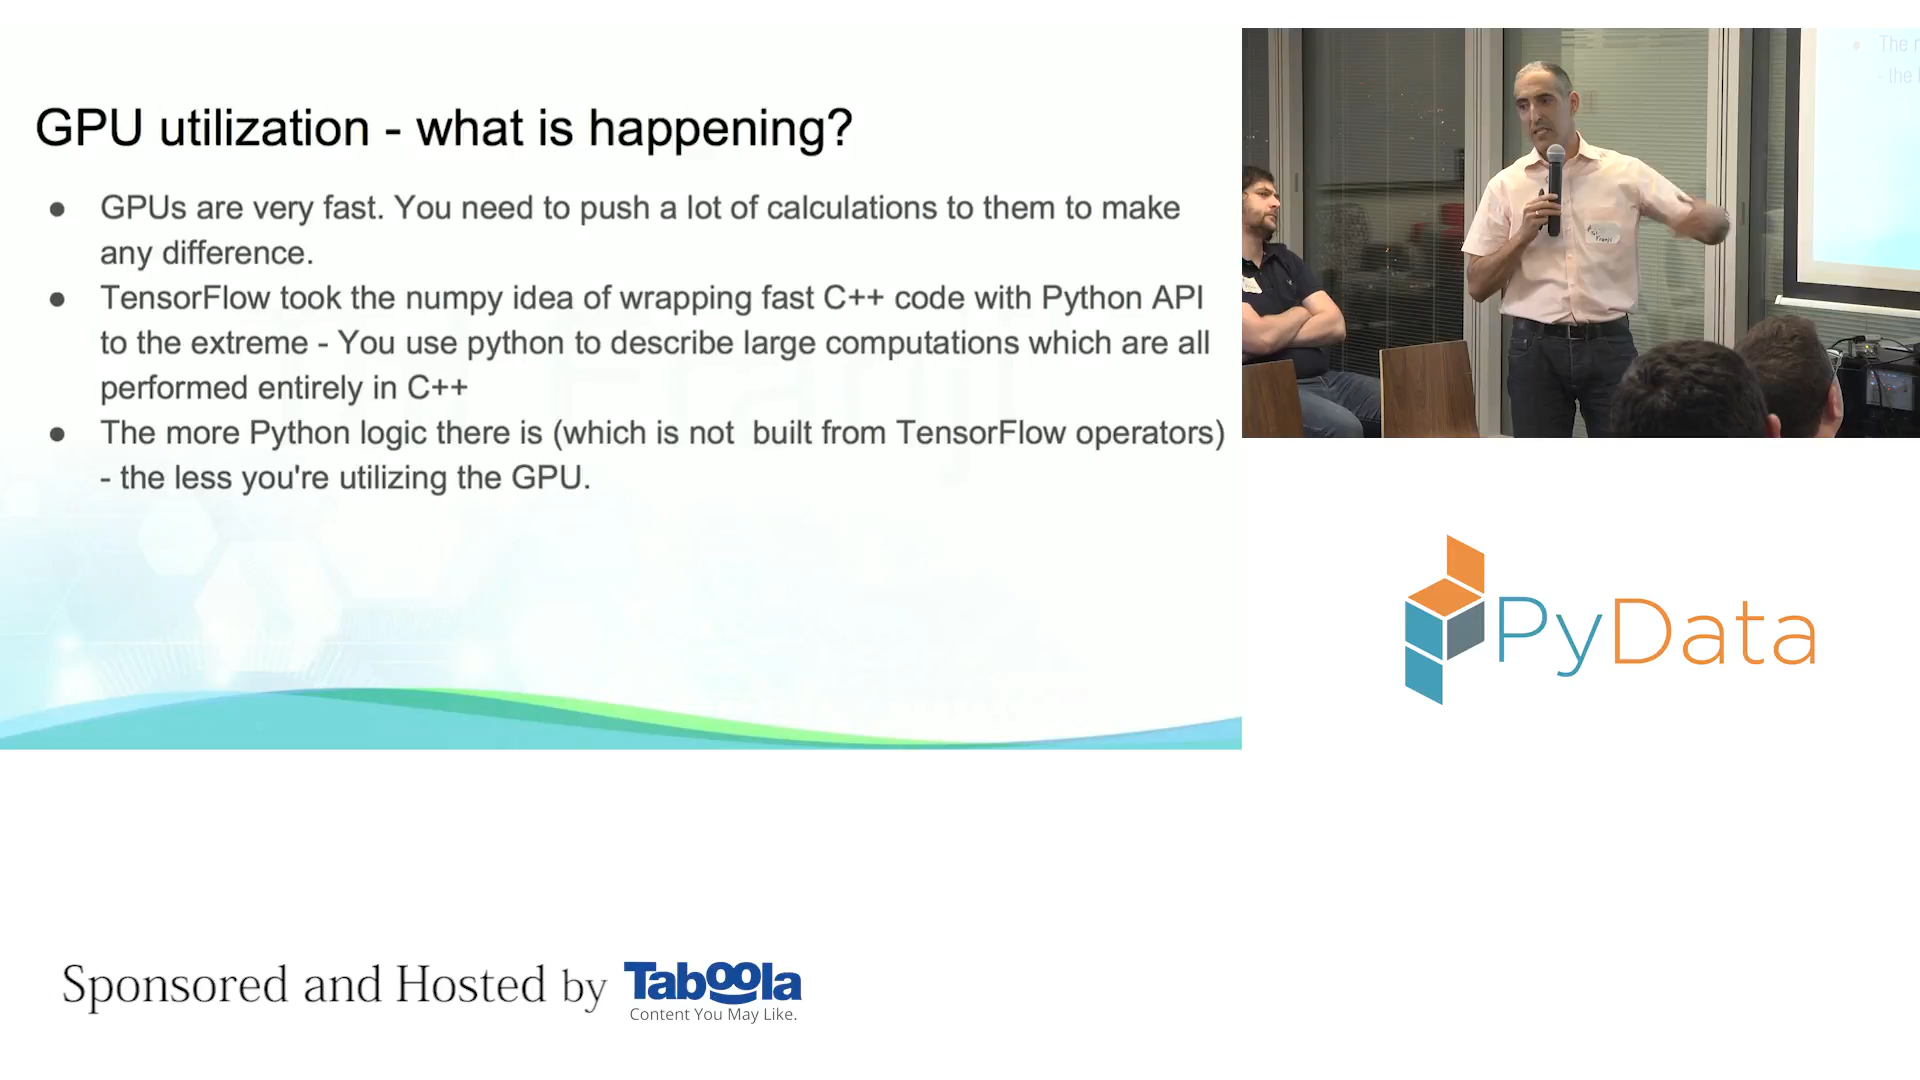 GPU utilization - what is happening?
● GPUs are very fast. You need to push a lot of calculations to them to make
any difference.
● TensorFlow took the numpy idea of wrapping fast C++ code with Python API
to the extreme - You use python to describe large computations which are all
performed entirely in C++
● The more Python logic there is (which is not  built from TensorFlow operators)
- the less you're utilizing the GPU.
The
- the
Franji
PyData
Sponsored and Hosted by Taboola
Content You May Like.